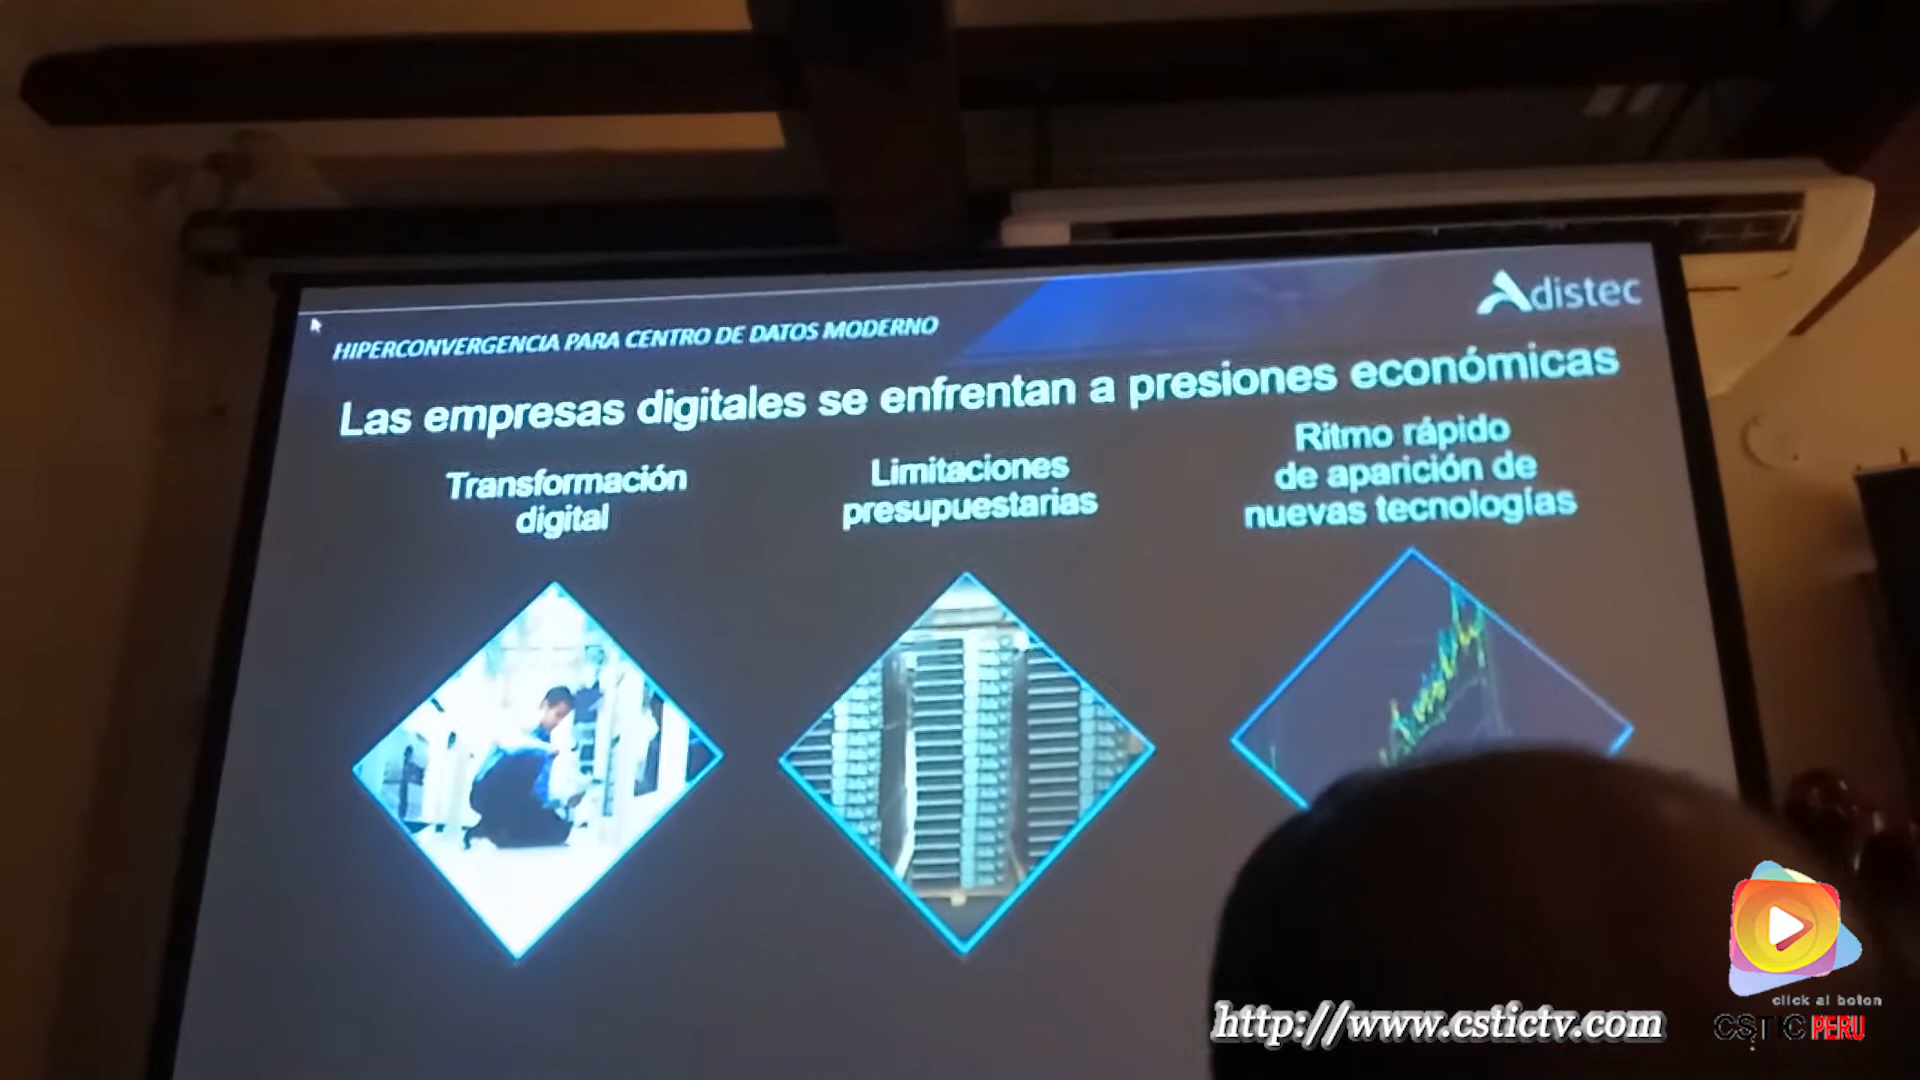 Adistec
HIPERCONVERGENCIA PARA CENTRO DE DATOS MODERNO
Las empresas digitales se enfrentan a presiones económicas
Transformación
digital
Limitaciones
presupuestarias
Ritmo rápido
de aparición de
nuevas tecnologías
click al boton
http://www.cstictv.com
CSTIC PERU